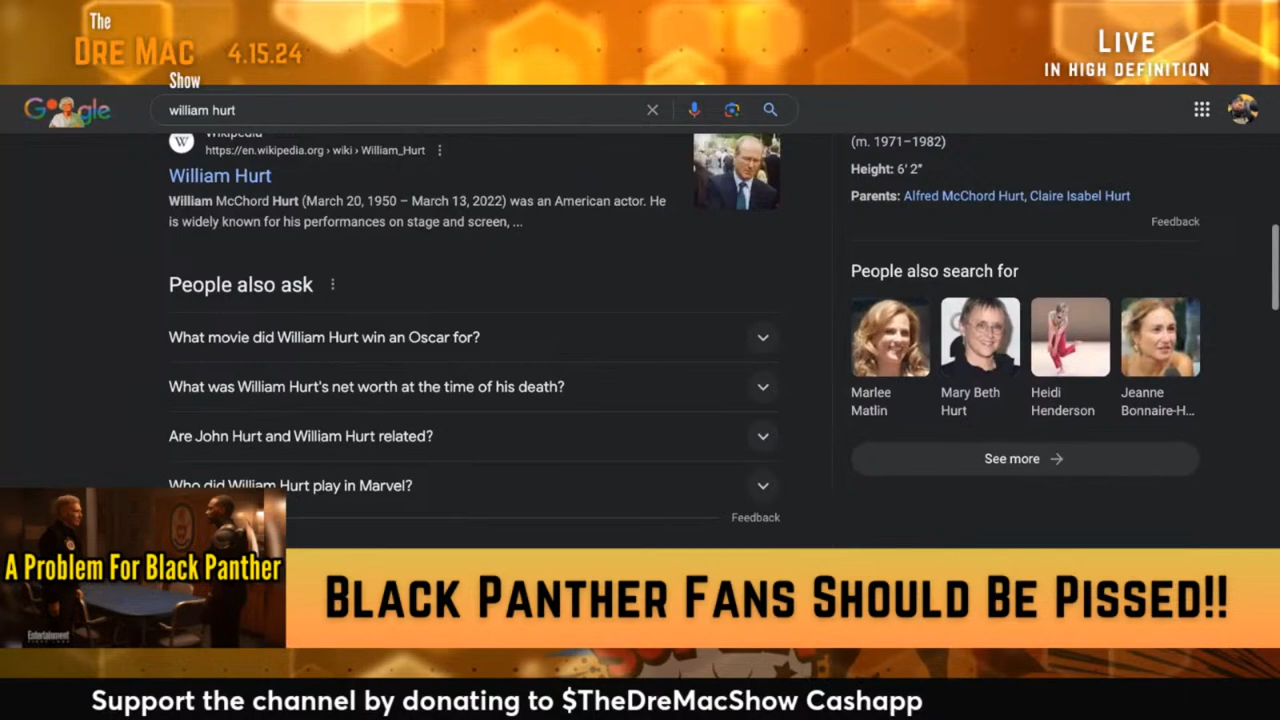 The
DRE MAC
Show
4.15.24
LIVE
IN HIGH DEFINITION
Google
william hurt
Wikipedia
W
https://en.wikipedia.org › wiki › William_Hurt
William Hurt
William McChord Hurt (March 20, 1950 – March 13, 2022) was an American actor. He
is widely known for his performances on stage and screen, ...
People also ask
What movie did William Hurt win an Oscar for?
What was William Hurt's net worth at the time of his death?
Are John Hurt and William Hurt related?
Who did William Hurt play in Marvel?
Feedback
(m. 1971–1982)
Height: 6' 2"
Parents: Alfred McChord Hurt, Claire Isabel Hurt
Feedback
People also search for
Marlee
Matlin
Mary Beth
Hurt
Heidi
Henderson
Jeanne
Bonnaire-H...
See more
A Problem For Black Panther
Entertainment
BLACK PANTHER FANS SHOULD BE PISSED!!
Support the channel by donating to $TheDreMacShow Cashapp